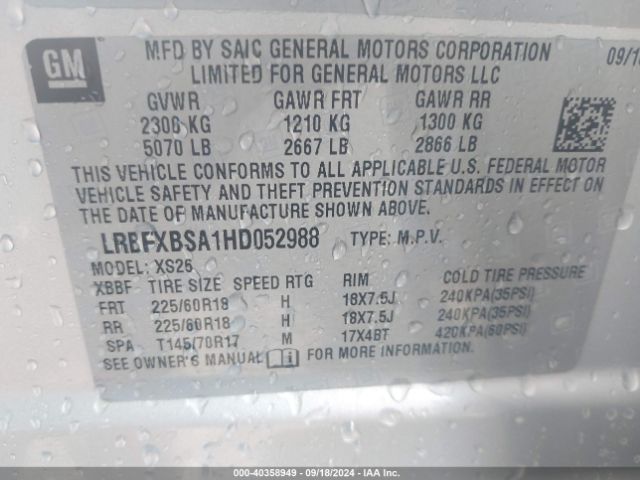 GM
MFD BY SAIC GENERAL MOTORS CORPORATION
LIMITED FOR GENERAL MOTORS LLC
09/1
GVWR GAWR FRT GAWR RR
2300 KG 1210 KG 1300 KG
5070 LB 2667 LB 2866 LB
THIS VEHICLE CONFORMS TO ALL APPLICABLE U.S. FEDERAL MOTOR
VEHICLE SAFETY AND THEFT PREVENTION STANDARDS IN EFFECT ON
THE DATE OF MANUFACTURE SHOWN ABOVE.
LRBFXBSA1HD052988 TYPE: M.P.V.
MODEL: XS26
XBBF TIRE SIZE SPEED RTG RIM COLD TIRE PRESSURE
FRT 225/60R18 H 18X7.5J 240KPA(35PSI)
RR 225/60R18 H 18X7.5J 240KPA(35PSI)
SPA T145/70R17 M 17X4BT 420KPA(60PSI)
SEE OWNER'S MANUAL i FOR MORE INFORMATION.
000-40358949 - 09/18/2024 - IAA Inc.